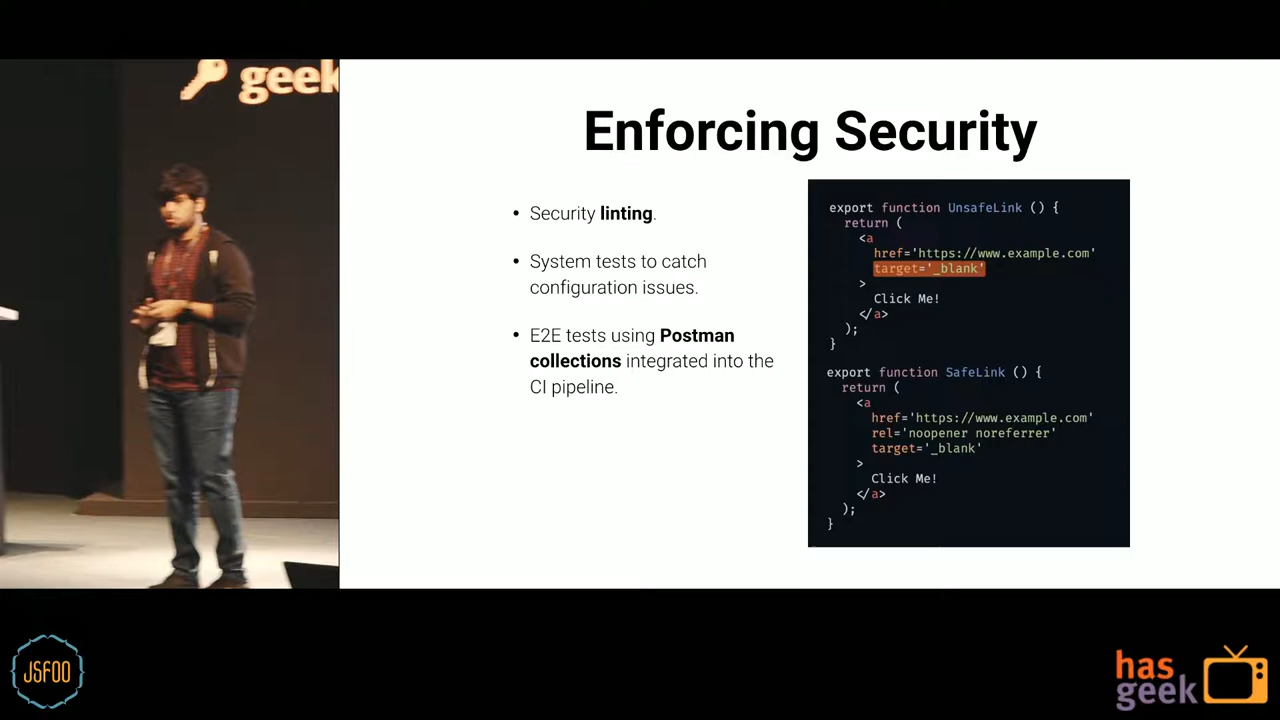 geek
Enforcing Security
• Security linting.
• System tests to catch
configuration issues.
• E2E tests using Postman
collections integrated into the
CI pipeline.
export function UnsafeLink () {
return (
<a
href='https://www.example.com'
target='_blank'
>
Click Me!
</a>
);
}
export function SafeLink () {
return (
<a
href='https://www.example.com'
rel='noopener noreferrer'
target='_blank'
>
Click Me!
</a>
);
}
JSFOO
has
geek